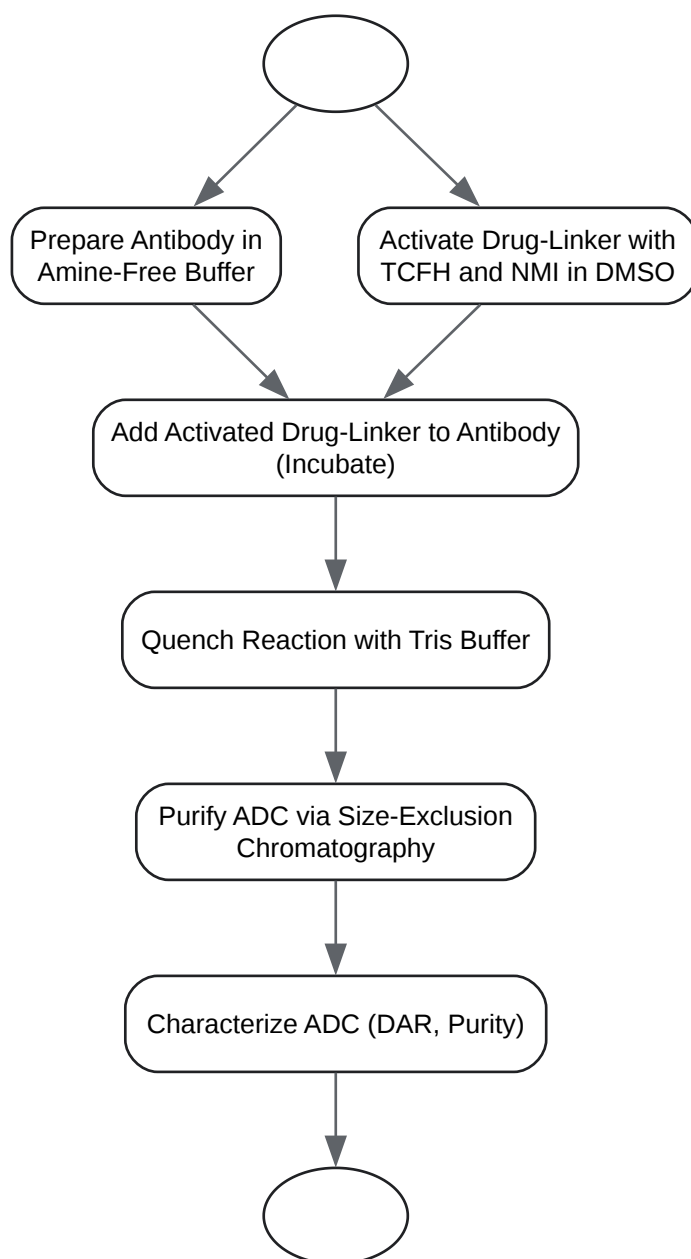 Prepare Antibody in
Amine-Free Buffer
Activate Drug-Linker with
TCFH and NMI in DMSO
Add Activated Drug-Linker to Antibody
(Incubate)
Quench Reaction with Tris Buffer
Purify ADC via Size-Exclusion
Chromatography
Characterize ADC (DAR, Purity)